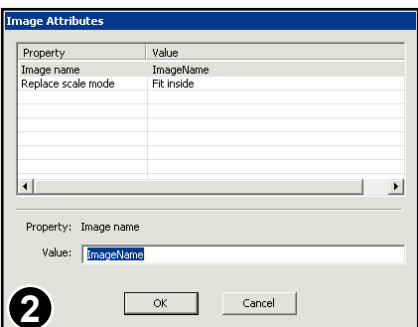 Image Attributes
Property Value
Image name ImageName
Replace scale mode Fit inside
Property: Image name
Value: ImageName
2 OK Cancel